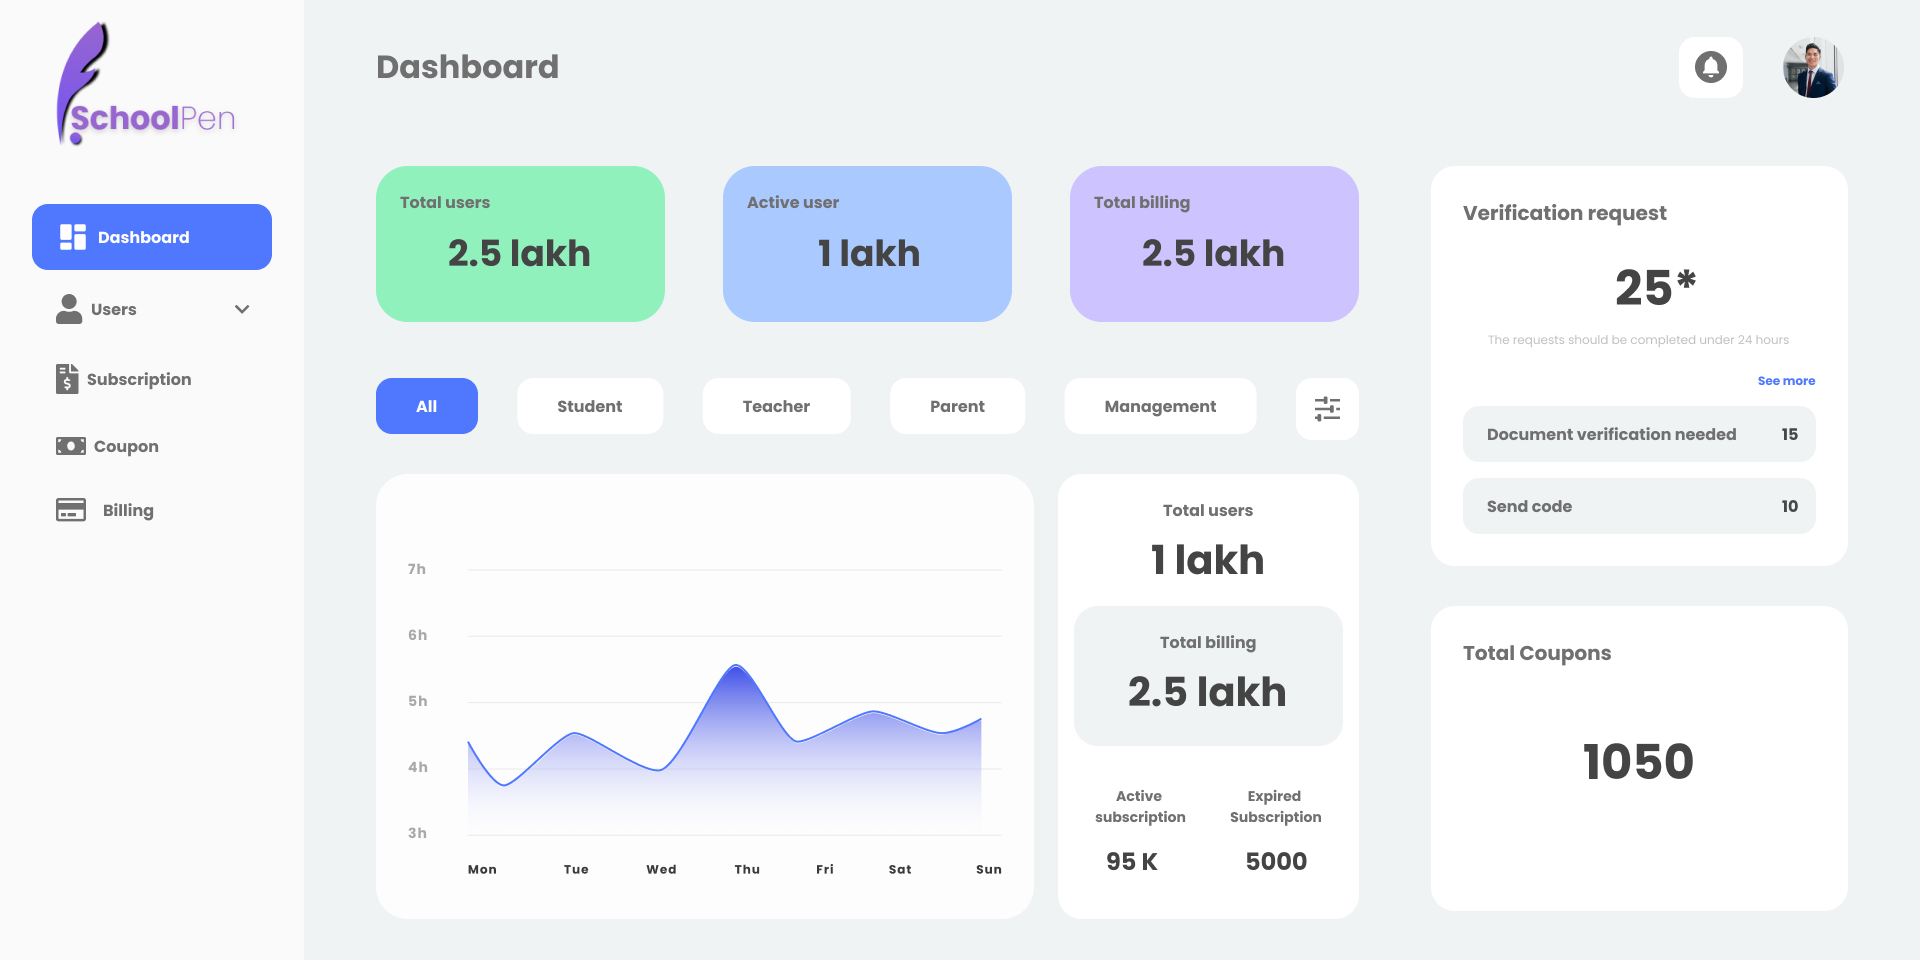 SchoolPen
Dashboard
Users
Subscription
Coupon
Billing
Dashboard
Total users
2.5 lakh
Active user
1 lakh
Total billing
2.5 lakh
All
Student
Teacher
Parent
Management
7h
6h
5h
4h
3h
Mon Tue Wed Thu Fri Sat Sun
Total users
1 lakh
Total billing
2.5 lakh
Active
subscription
95 K
Expired
Subscription
5000
Verification request
25*
The requests should be completed under 24 hours
See more
Document verification needed 15
Send code 10
Total Coupons
1050